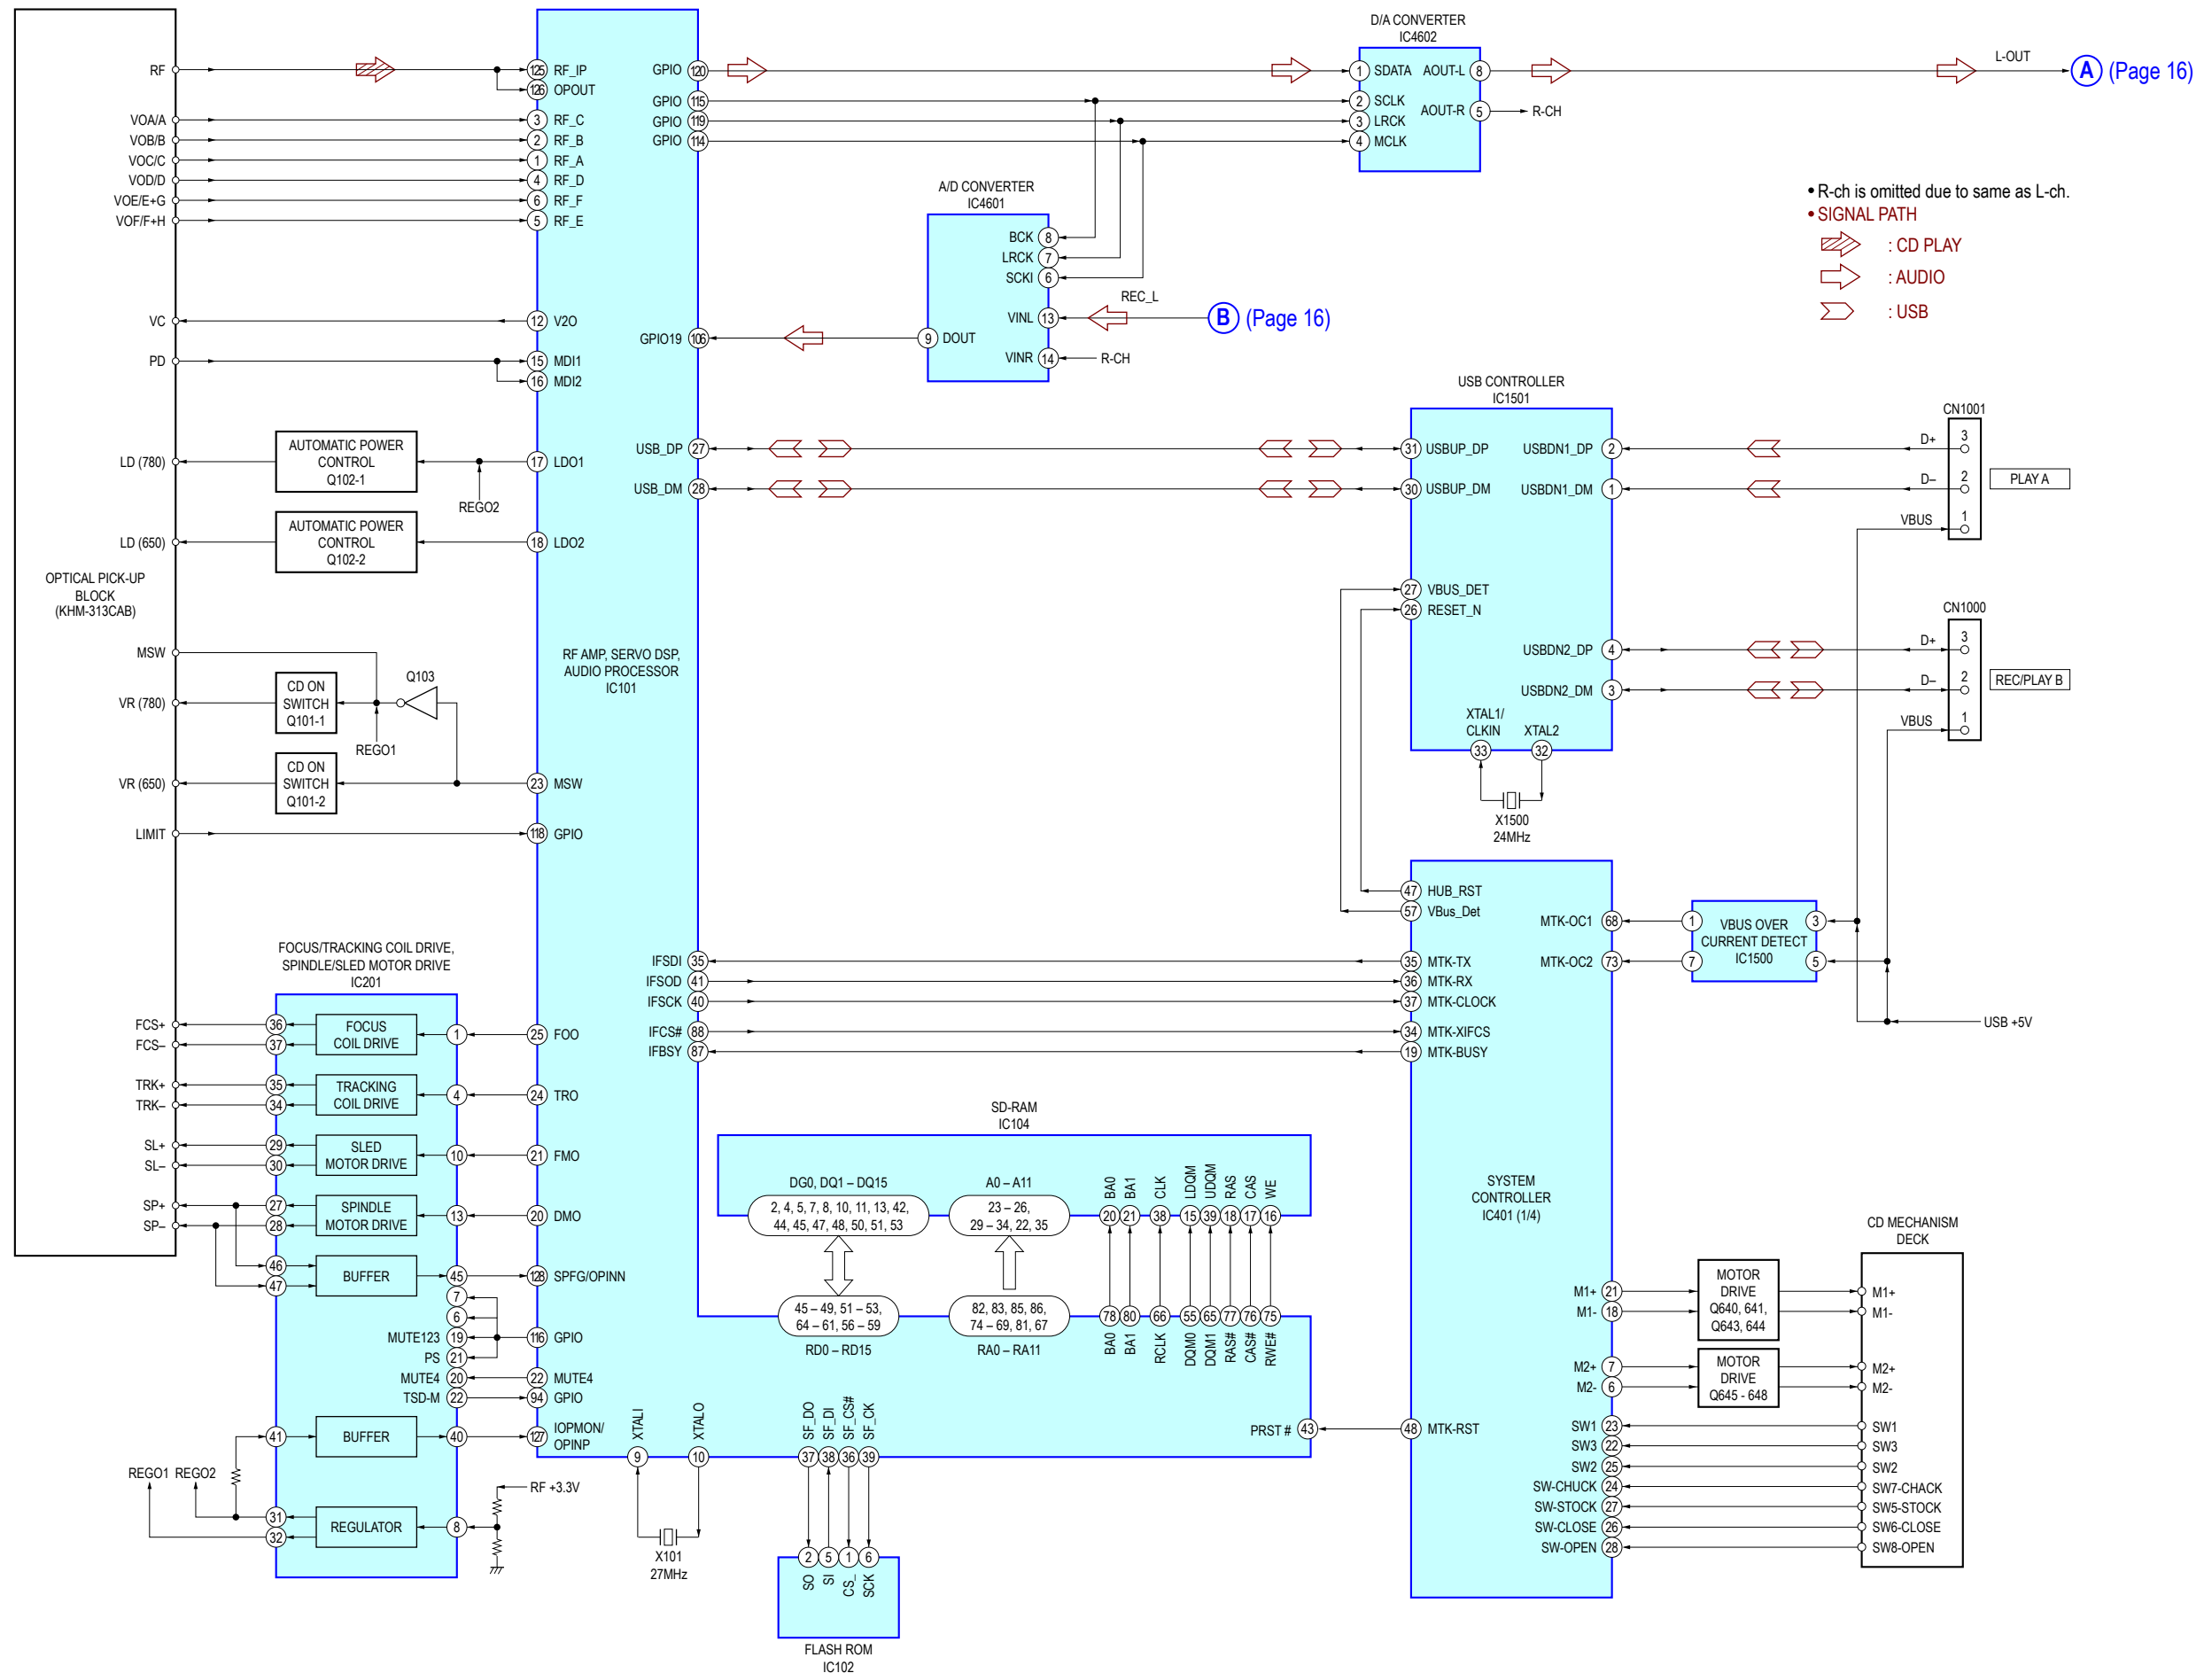 OPTICAL PICK-UP
BLOCK
(KHM-313CAB)
RF
VOA/A
VOB/B
VOC/C
VOD/D
VOE/E+G
VOF/F+H
VC
PD
LD (780)
LD (650)
MSW
VR (780)
VR (650)
LIMIT
FCS+
FCS–
TRK+
TRK–
SL+
SL–
SP+
SP–
AUTOMATIC POWER
CONTROL
Q102-1
REGO2
AUTOMATIC POWER
CONTROL
Q102-2
CD ON
SWITCH
Q101-1
Q103
REGO1
CD ON
SWITCH
Q101-2
FOCUS/TRACKING COIL DRIVE,
SPINDLE/SLED MOTOR DRIVE
IC201
36
37
FOCUS
COIL DRIVE
1
35
34
TRACKING
COIL DRIVE
4
29
30
SLED
MOTOR DRIVE
10
27
28
SPINDLE
MOTOR DRIVE
13
46
47
BUFFER
45
7
6
MUTE123 19
PS 21
MUTE4 20
TSD-M 22
41
BUFFER
40
REGO1 REGO2
31
32
REGULATOR
8
RF +3.3V
RF AMP, SERVO DSP,
AUDIO PROCESSOR
IC101
125 RF_IP
126 OPOUT
3 RF_C
2 RF_B
1 RF_A
4 RF_D
6 RF_F
5 RF_E
12 V2O
15 MDI1
16 MDI2
17 LDO1
18 LDO2
23 MSW
118 GPIO
25 FOO
24 TRO
21 FMO
20 DMO
128 SPFG/OPINN
116 GPIO
22 MUTE4
94 GPIO
127 IOPMON/
OPINP
GPIO 120
GPIO 115
GPIO 119
GPIO 114
GPIO19 106
USB_DP 27
USB_DM 28
IFSDI 35
IFSOD 41
IFSCK 40
IFCS# 88
IFBSY 87
XTALI
9
XTALO
10
X101
27MHz
SF_DO
37
SF_DI
38
SF_CS#
36
SF_CK
39
2
SO
5
SI
1
CS_
6
SCK
FLASH ROM
IC102
PRST # 43
SD-RAM
IC104
DG0, DQ1 – DQ15
2, 4, 5, 7, 8, 10, 11, 13, 42,
44, 45, 47, 48, 50, 51, 53
A0 – A11
23 – 26,
29 – 34, 22, 35
BA0
BA1
CLK
LDQM
UDQM
RAS
CAS
WE
20 21 38 15 39 18 17 16
45 – 49, 51 – 53,
64 – 61, 56 – 59
RD0 – RD15
82, 83, 85, 86,
74 – 69, 81, 67
RA0 – RA11
78 80 66 55 65 77 76 75
BA0
BA1
RCLK
DQM0
DQM1
RAS#
CAS#
RWE#
A/D CONVERTER
IC4601
BCK 8
LRCK 7
SCKI 6
VINL 13
VINR 14
9 DOUT
REC_L
B (Page 16)
R-CH
D/A CONVERTER
IC4602
1 SDATA
2 SCLK
3 LRCK
4 MCLK
AOUT-L 8
AOUT-R 5
R-CH
L-OUT
A (Page 16)
• R-ch is omitted due to same as L-ch.
• SIGNAL PATH
: CD PLAY
: AUDIO
: USB
USB CONTROLLER
IC1501
31 USBUP_DP
30 USBUP_DM
27 VBUS_DET
26 RESET_N
USBDN1_DP 2
USBDN1_DM 1
USBDN2_DP 4
USBDN2_DM 3
XTAL1/
CLKIN
33
XTAL2
32
X1500
24MHz
CN1001
D+ 3
D– 2
VBUS 1
PLAY A
CN1000
D+ 3
D– 2
VBUS 1
REC/PLAY B
SYSTEM
CONTROLLER
IC401 (1/4)
47 HUB_RST
57 VBus_Det
35 MTK-TX
36 MTK-RX
37 MTK-CLOCK
34 MTK-XIFCS
19 MTK-BUSY
48 MTK-RST
MTK-OC1 68
MTK-OC2 73
1
7
VBUS OVER
CURRENT DETECT
IC1500
3
5
USB +5V
M1+ 21
M1- 18
M2+ 7
M2- 6
SW1 23
SW3 22
SW2 25
SW-CHUCK 24
SW-STOCK 27
SW-CLOSE 26
SW-OPEN 28
MOTOR
DRIVE
Q640, 641,
Q643, 644
MOTOR
DRIVE
Q645 - 648
CD MECHANISM
DECK
M1+
M1-
M2+
M2-
SW1
SW3
SW2
SW7-CHACK
SW5-STOCK
SW6-CLOSE
SW8-OPEN